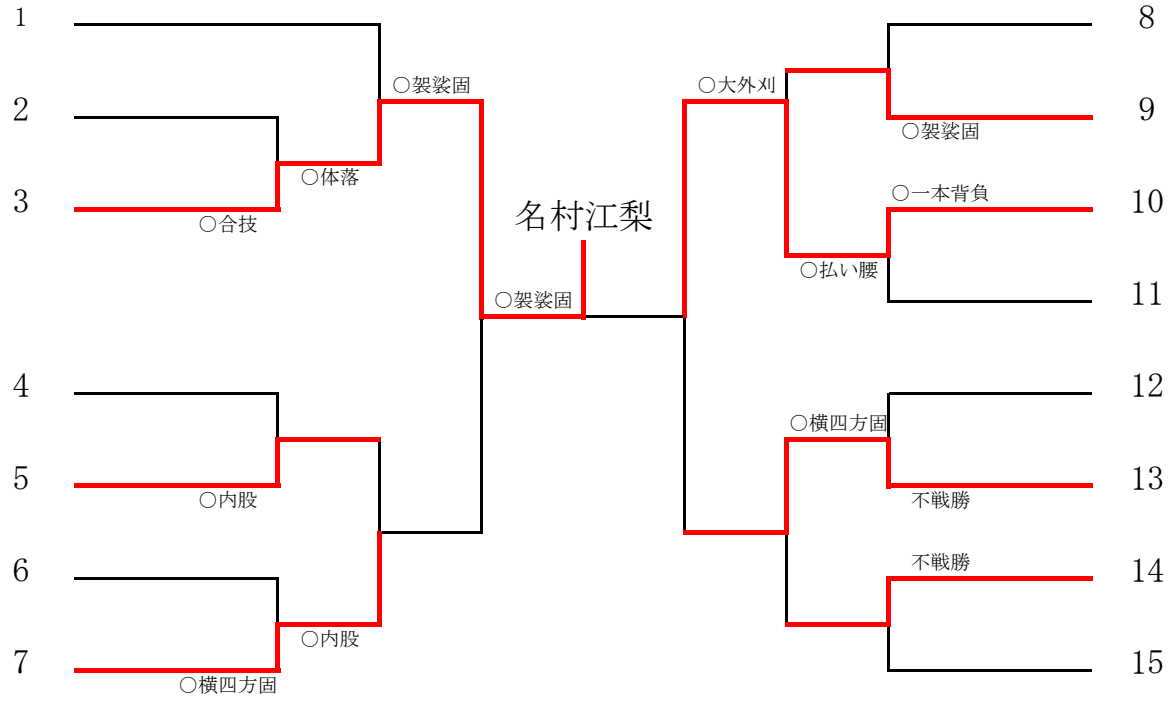 1
○袈裟固
2
○体落
3
○合技
4
5
○内股
6
○内股
7
○横四方固
名村江梨
○袈裟固
○大外刈
8
9
○袈裟固
○一本背負
10
○払い腰
11
12
○横四方固
13
不戦勝
不戦勝
14
15